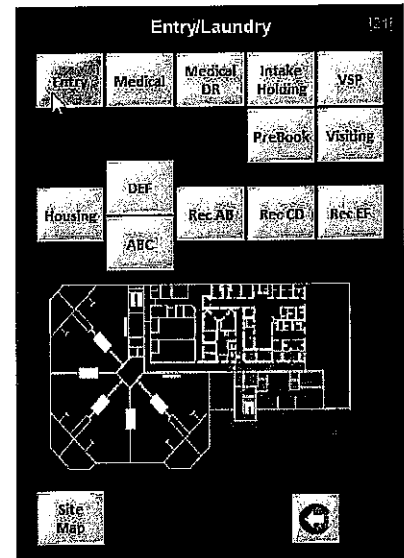 Entry/Laundry
Entry
Medical
Medical
DR
Intake
Holding
VSP
PreBook
Visiting
Housing
DEF
ABC
Rec AB
Rec CD
Rec EF
Site
Map